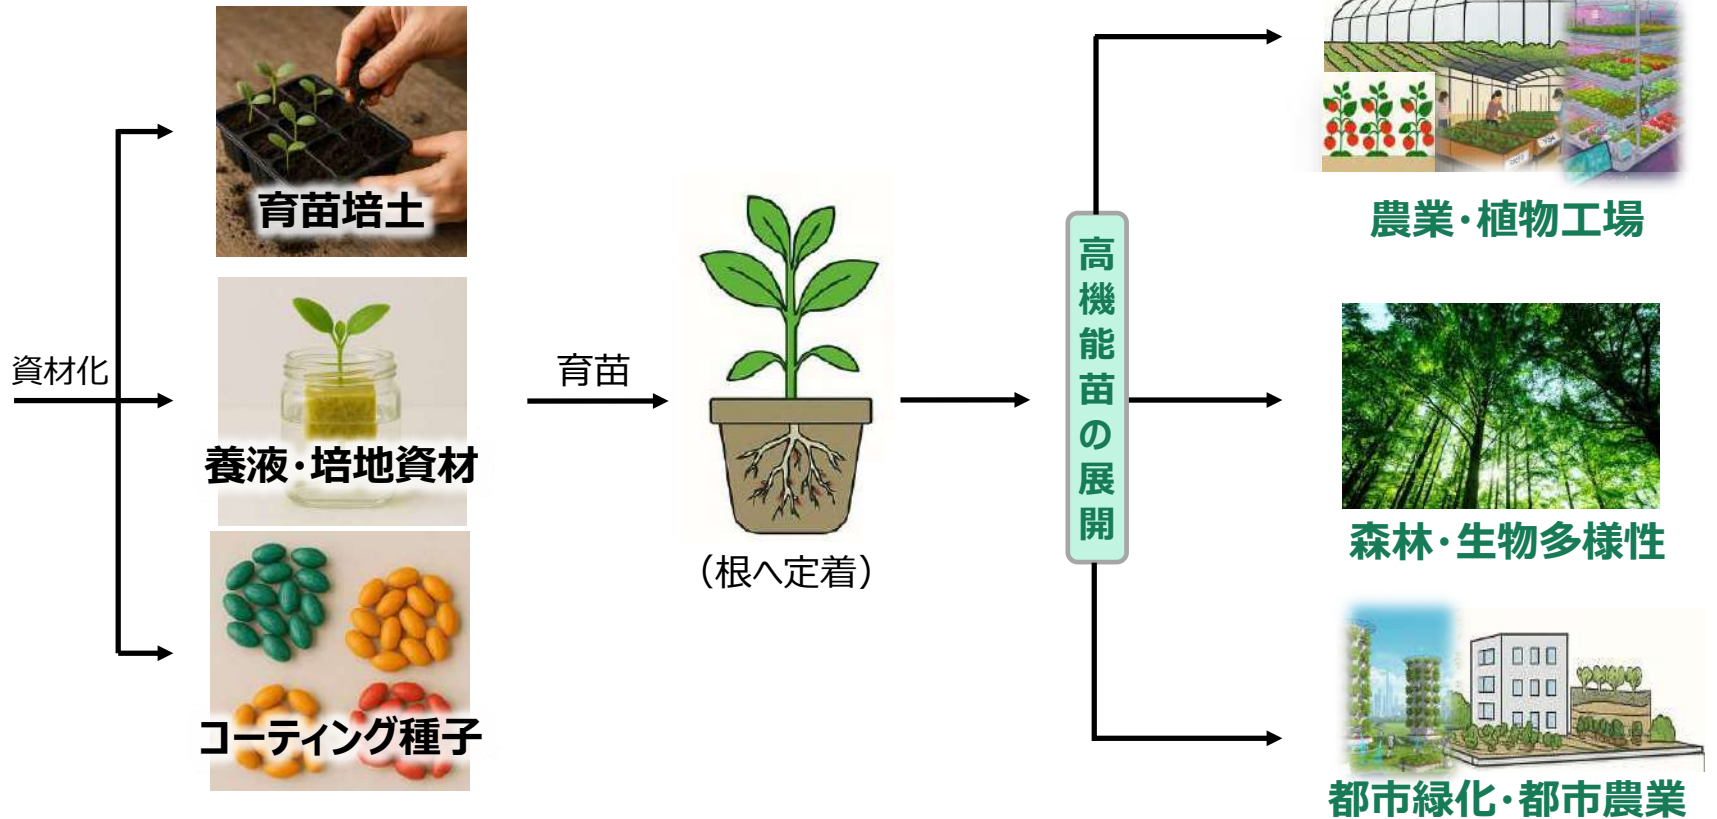 資材化
育苗培土
養液・培地資材
コーティング種子
育苗
（根へ定着）
高機能苗の展開
農業・植物工場
森林・生物多様性
都市緑化・都市農業